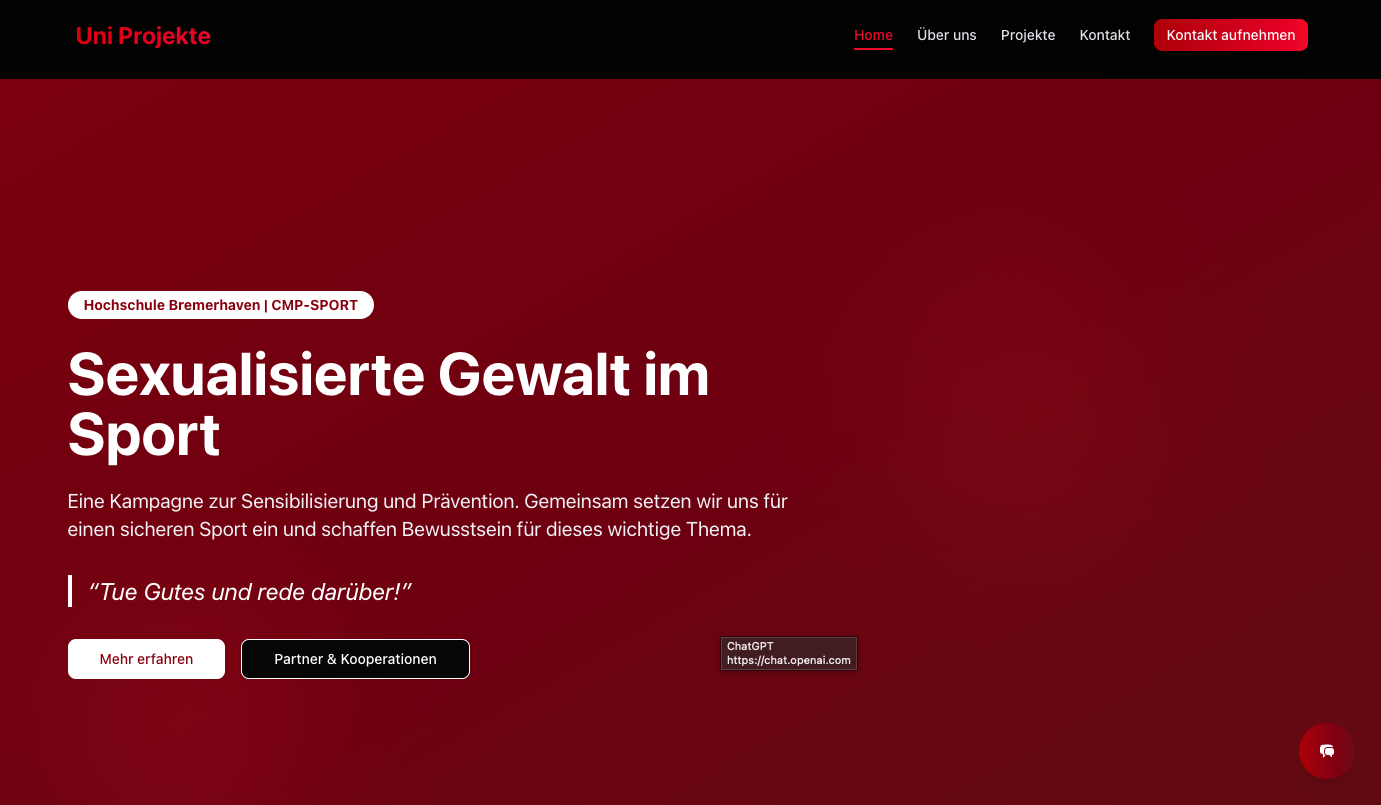 Uni Projekte
Home
Über uns
Projekte
Kontakt
Kontakt aufnehmen
Hochschule Bremerhaven | CMP-SPORT
Sexualisierte Gewalt im
Sport
Eine Kampagne zur Sensibilisierung und Prävention. Gemeinsam setzen wir uns für
einen sicheren Sport ein und schaffen Bewusstsein für dieses wichtige Thema.
“Tue Gutes und rede darüber!”
Mehr erfahren
Partner & Kooperationen
ChatGPT
https://chat.openai.com